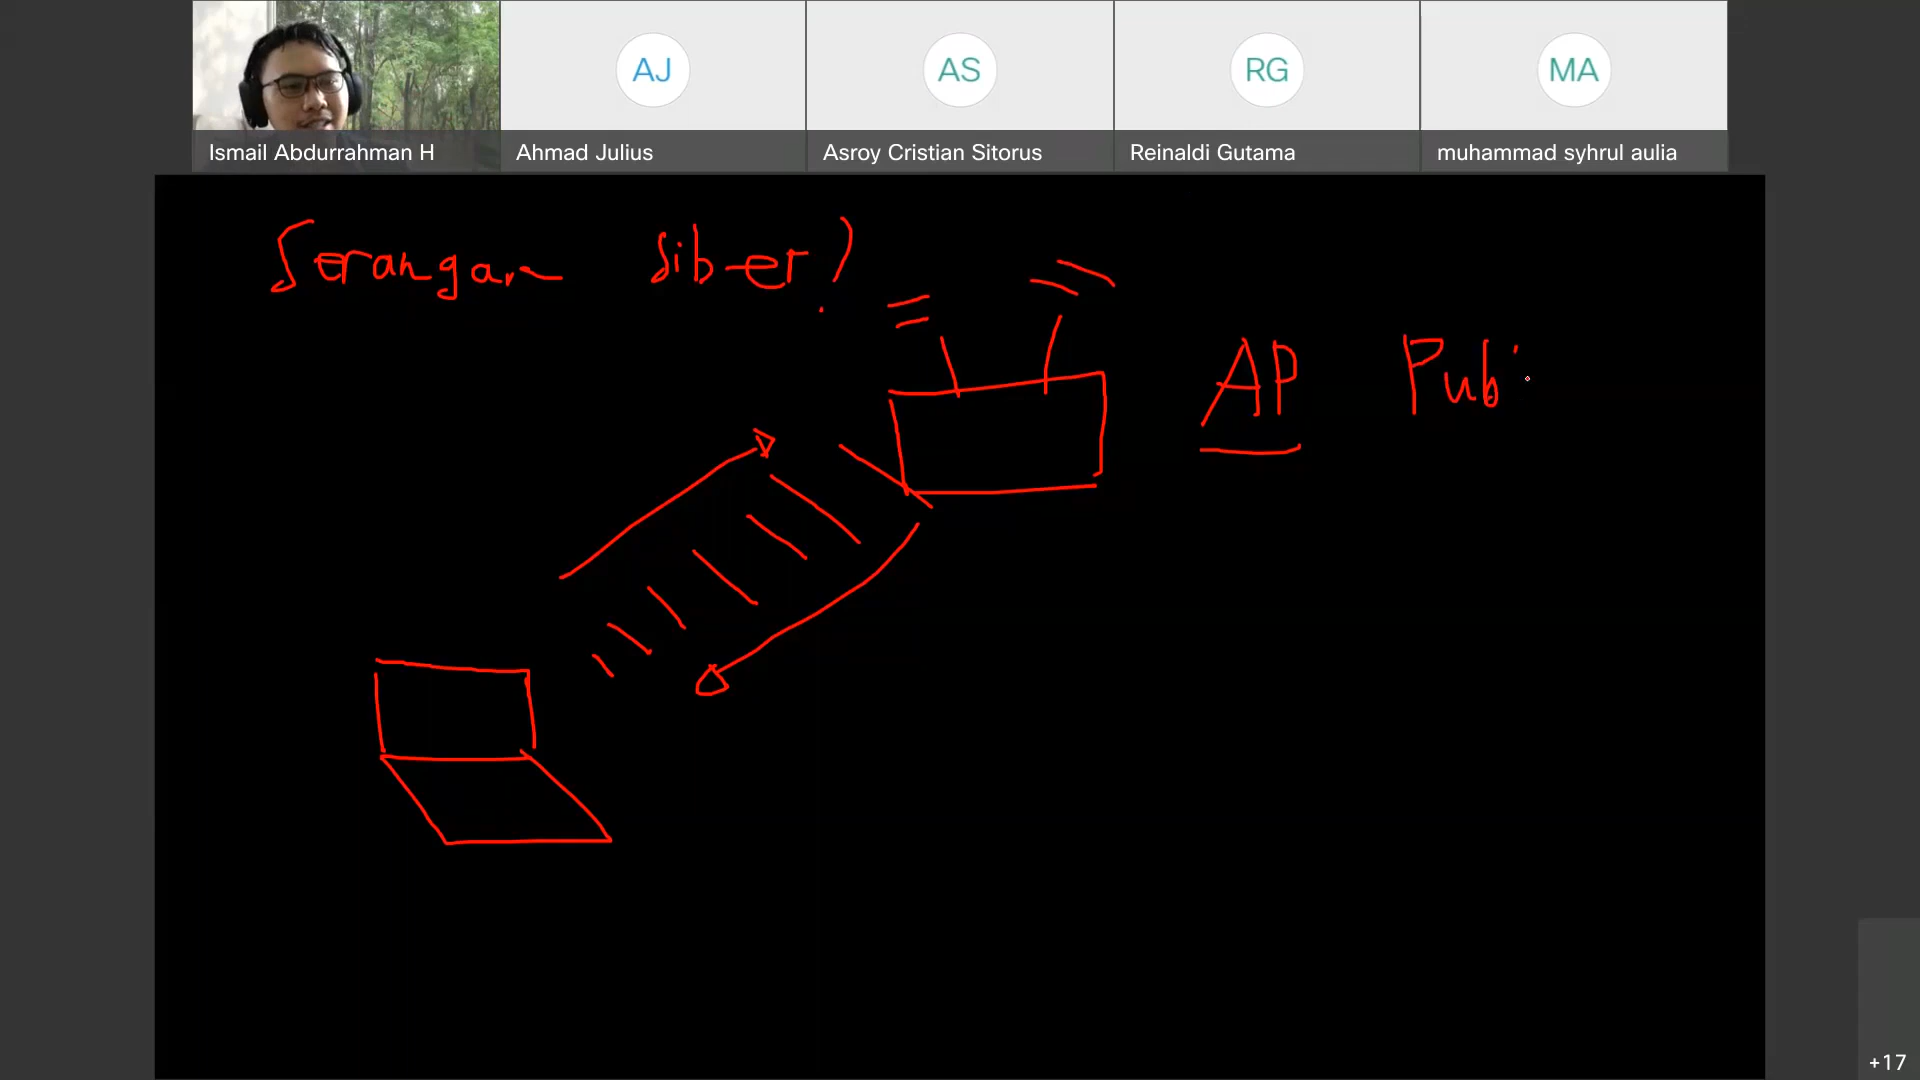 AJ
AS
RG
MA
Ismail Abdurrahman H
Ahmad Julius
Asroy Cristian Sitorus
Reinaldi Gutama
muhammad syhrul aulia
Serangan siber?
AP Pubi
+17